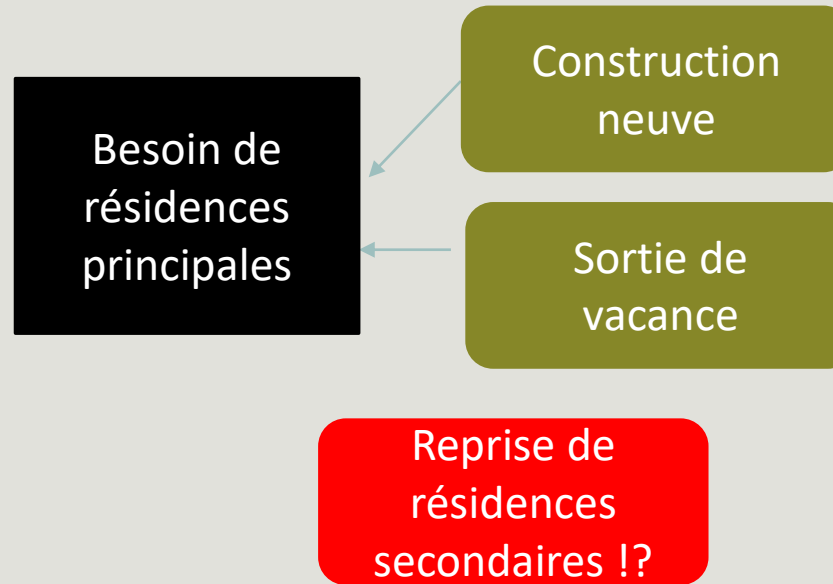 Besoin de
résidences
principales
Construction
neuve
Sortie de
vacance
Reprise de
résidences
secondaires !?